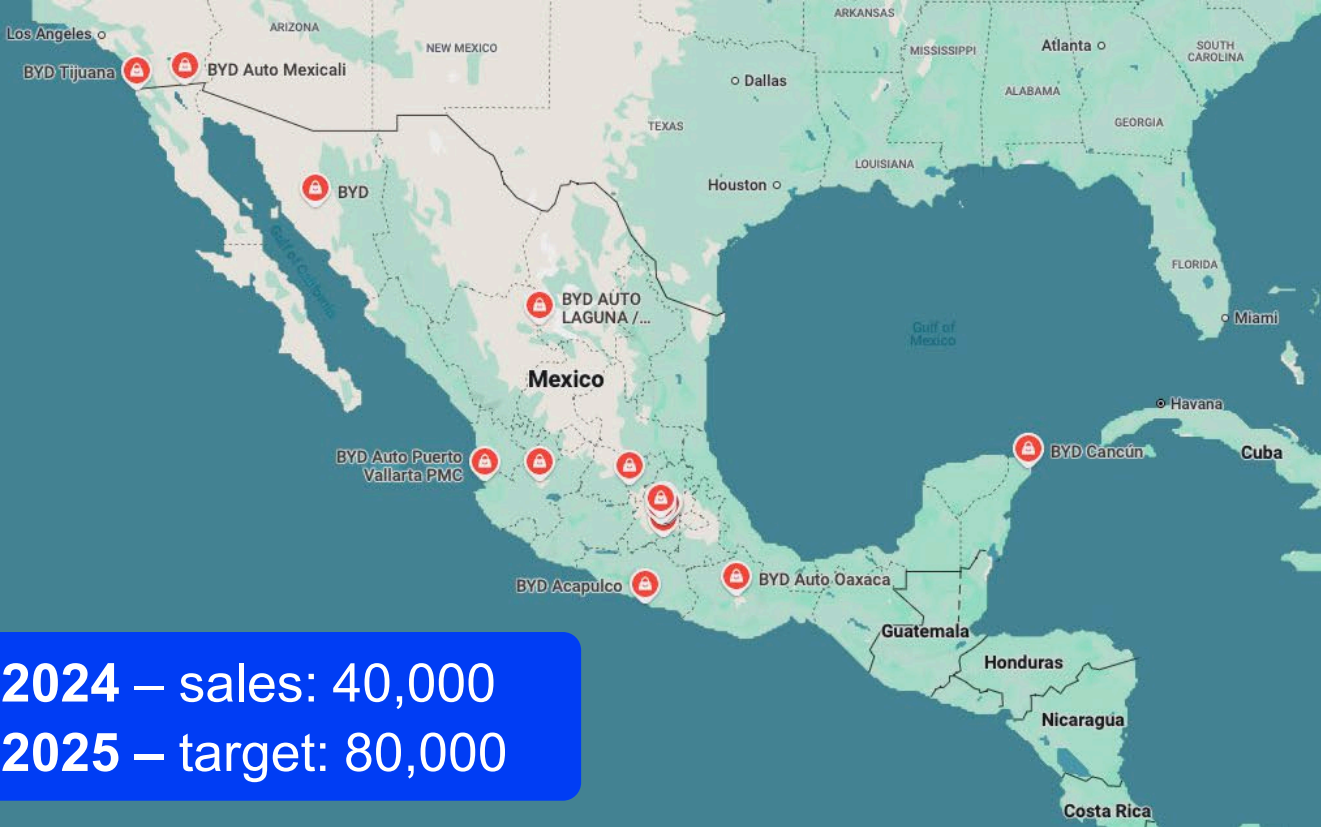 Los Angeles
ARIZONA
NEW MEXICO
ARKANSAS
MISSISSIPPI
Atlanta
SOUTH
CAROLINA
BYD Tijuana
BYD Auto Mexicali
Dallas
ALABAMA
TEXAS
GEORGIA
LOUISIANA
Houston
BYD
Gulf of California
FLORIDA
BYD AUTO
LAGUNA /...
Miami
Gulf of
Mexico
Mexico
Havana
BYD Auto Puerto
Vallarta PMC
BYD Cancún
Cuba
BYD Acapulco
BYD Auto Oaxaca
Guatemala
Honduras
Nicaragua
Costa Rica
2024 – sales: 40,000
2025 – target: 80,000